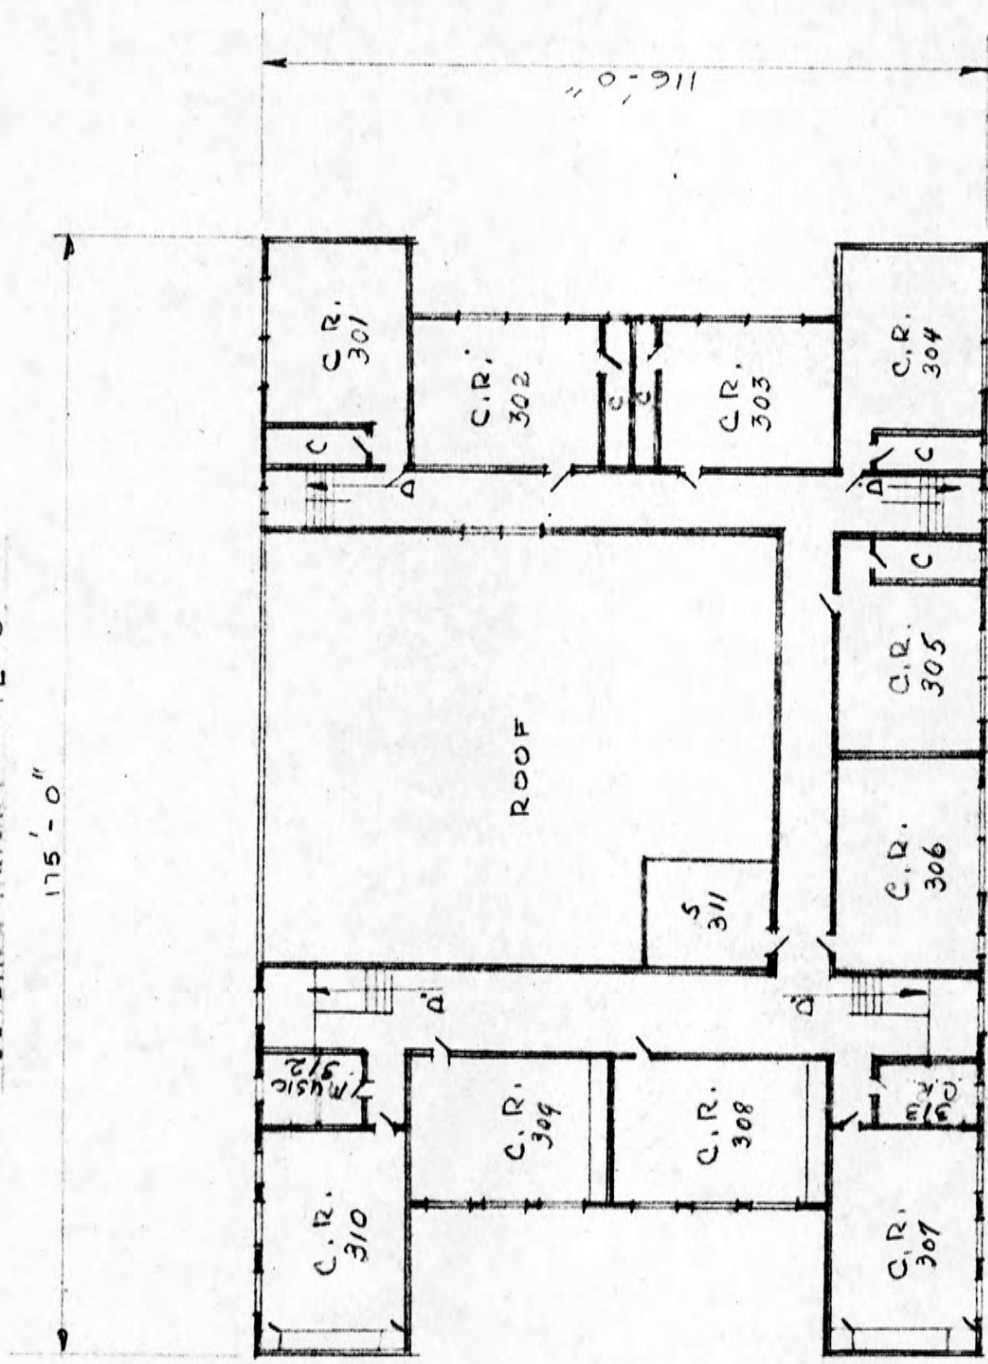 175'-0"
116'-0"
C.R.
301
C
C.R.
302
C
C
C.R.
303
C.R.
304
C
D
D
C
C.R.
305
C.R.
306
ROOF
S
311
D
D
MUSIC
312
C.R.
310
C.R.
309
C.R.
308
C.R.
307